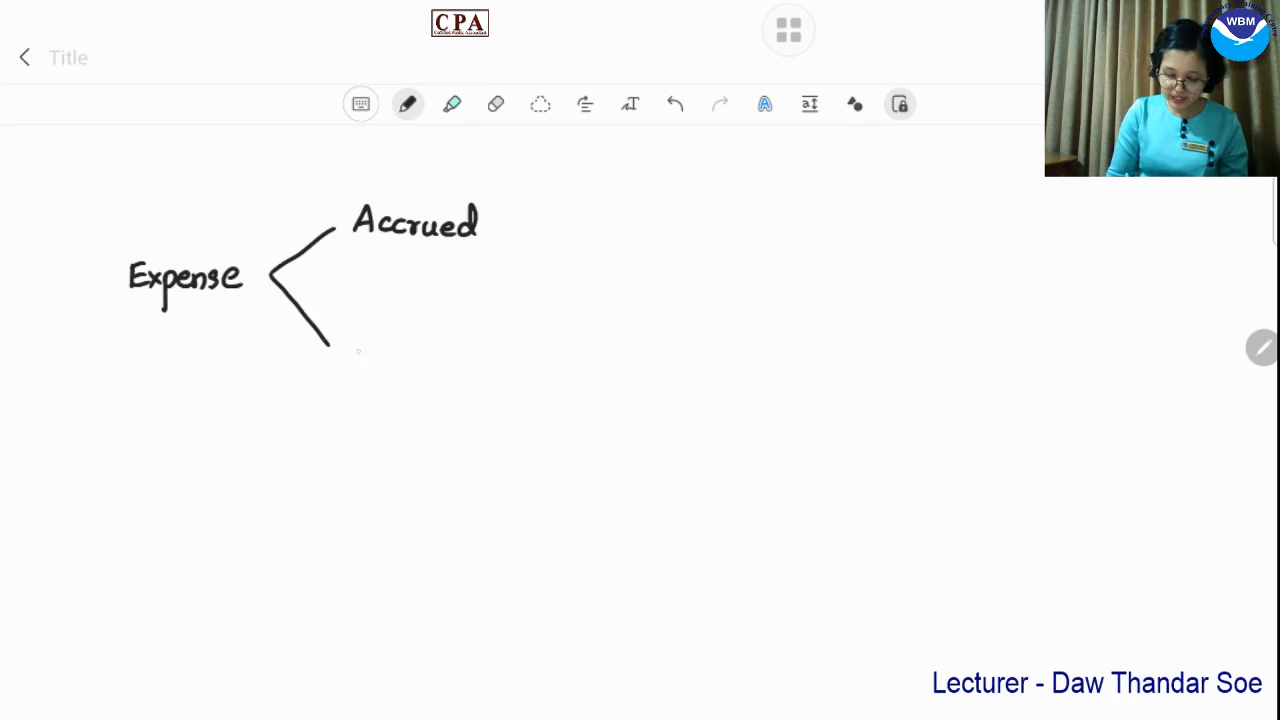 CPA
WBM
Title
Accrued
Expense
Lecturer - Daw Thandar Soe